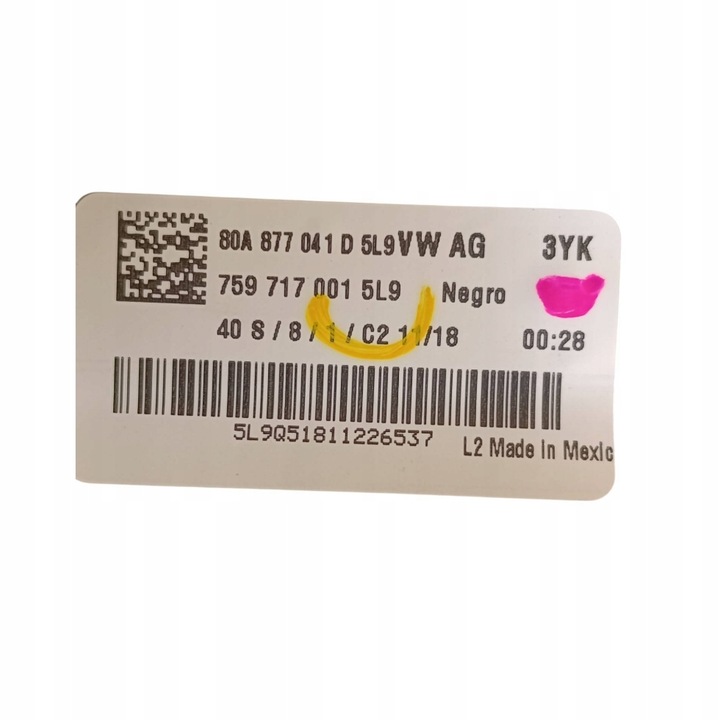 80A 877 041 D 5L9 VW AG 3YK
759 717 001 5L9 Negro
40 S / 8 / 1 / C2 11/18 00:28
5L9Q51811226537
L2 Made In Mexic